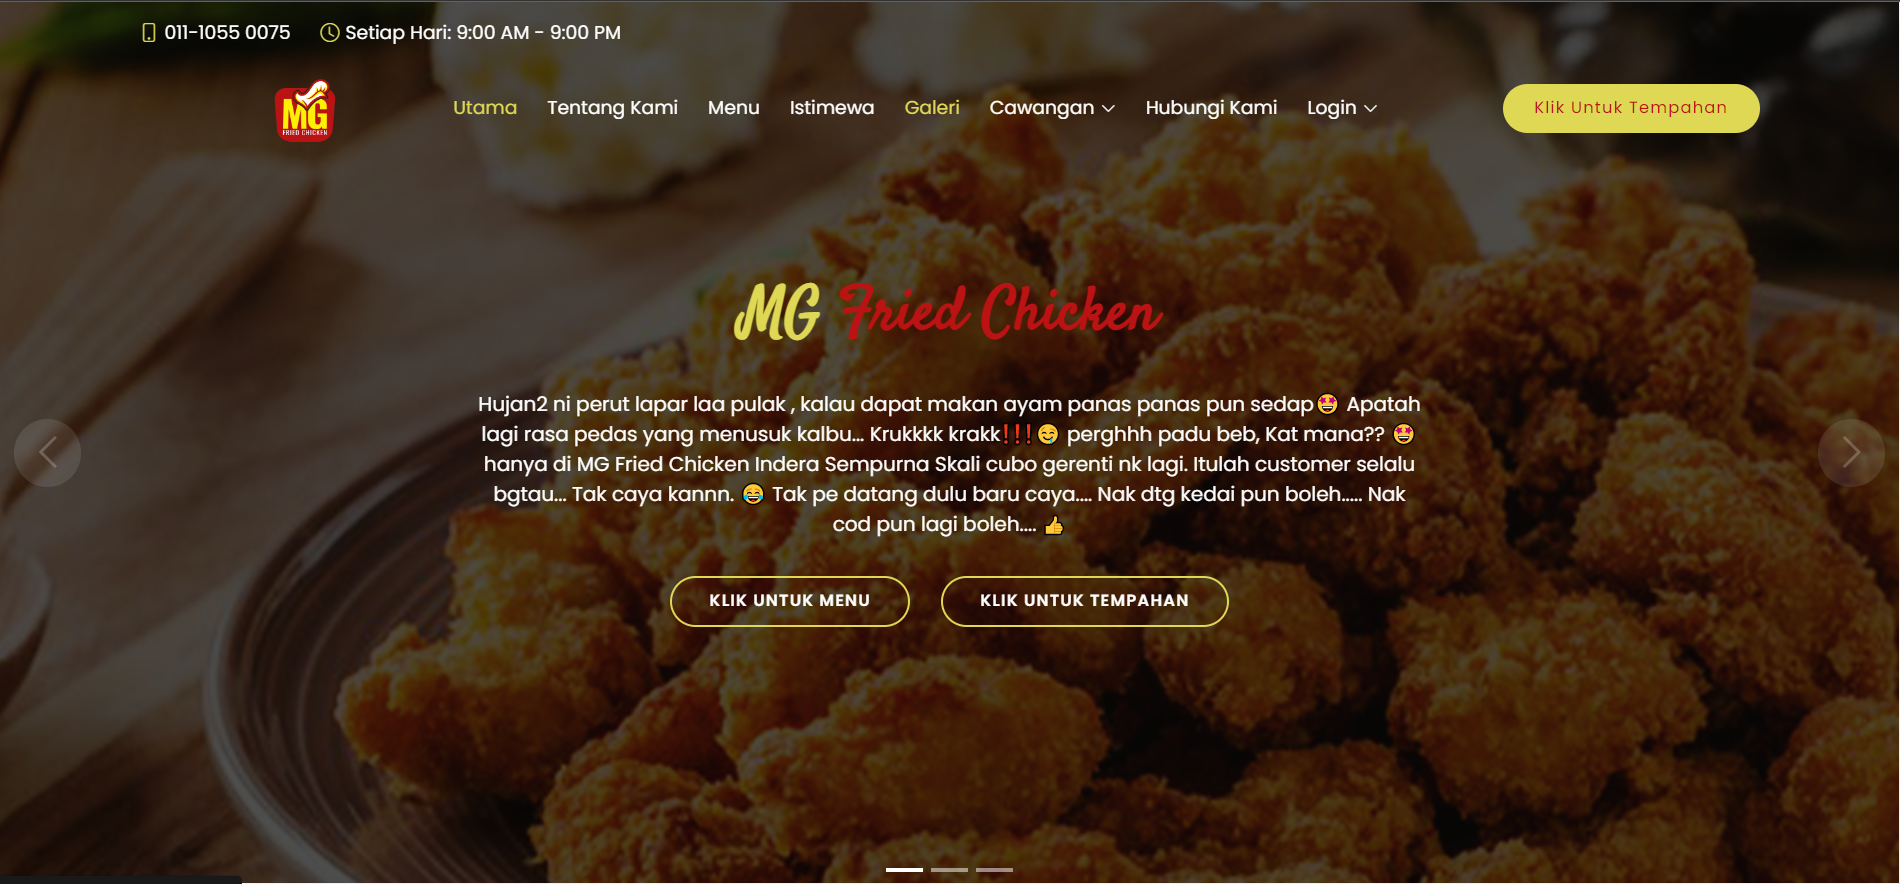 011-1055 0075 Setiap Hari: 9:00 AM - 9:00 PM
MG
FRIED CHICKEN
Utama Tentang Kami Menu Istimewa Galeri Cawangan Hubungi Kami Login Klik Untuk Tempahan
MG Fried Chicken
Hujan2 ni perut lapar laa pulak , kalau dapat makan ayam panas panas pun sedap🤩 Apatah
lagi rasa pedas yang menusuk kalbu... Krukkkk krakk❗❗❗🤤 perghhh padu beb, Kat mana?? 🤩
hanya di MG Fried Chicken Indera Sempurna Skali cubo gerenti nk lagi. Itulah customer selalu
bgtau... Tak caya kannn. 😂 Tak pe datang dulu baru caya.... Nak dtg kedai pun boleh..... Nak
cod pun lagi boleh.... 👍
KLIK UNTUK MENU KLIK UNTUK TEMPAHAN